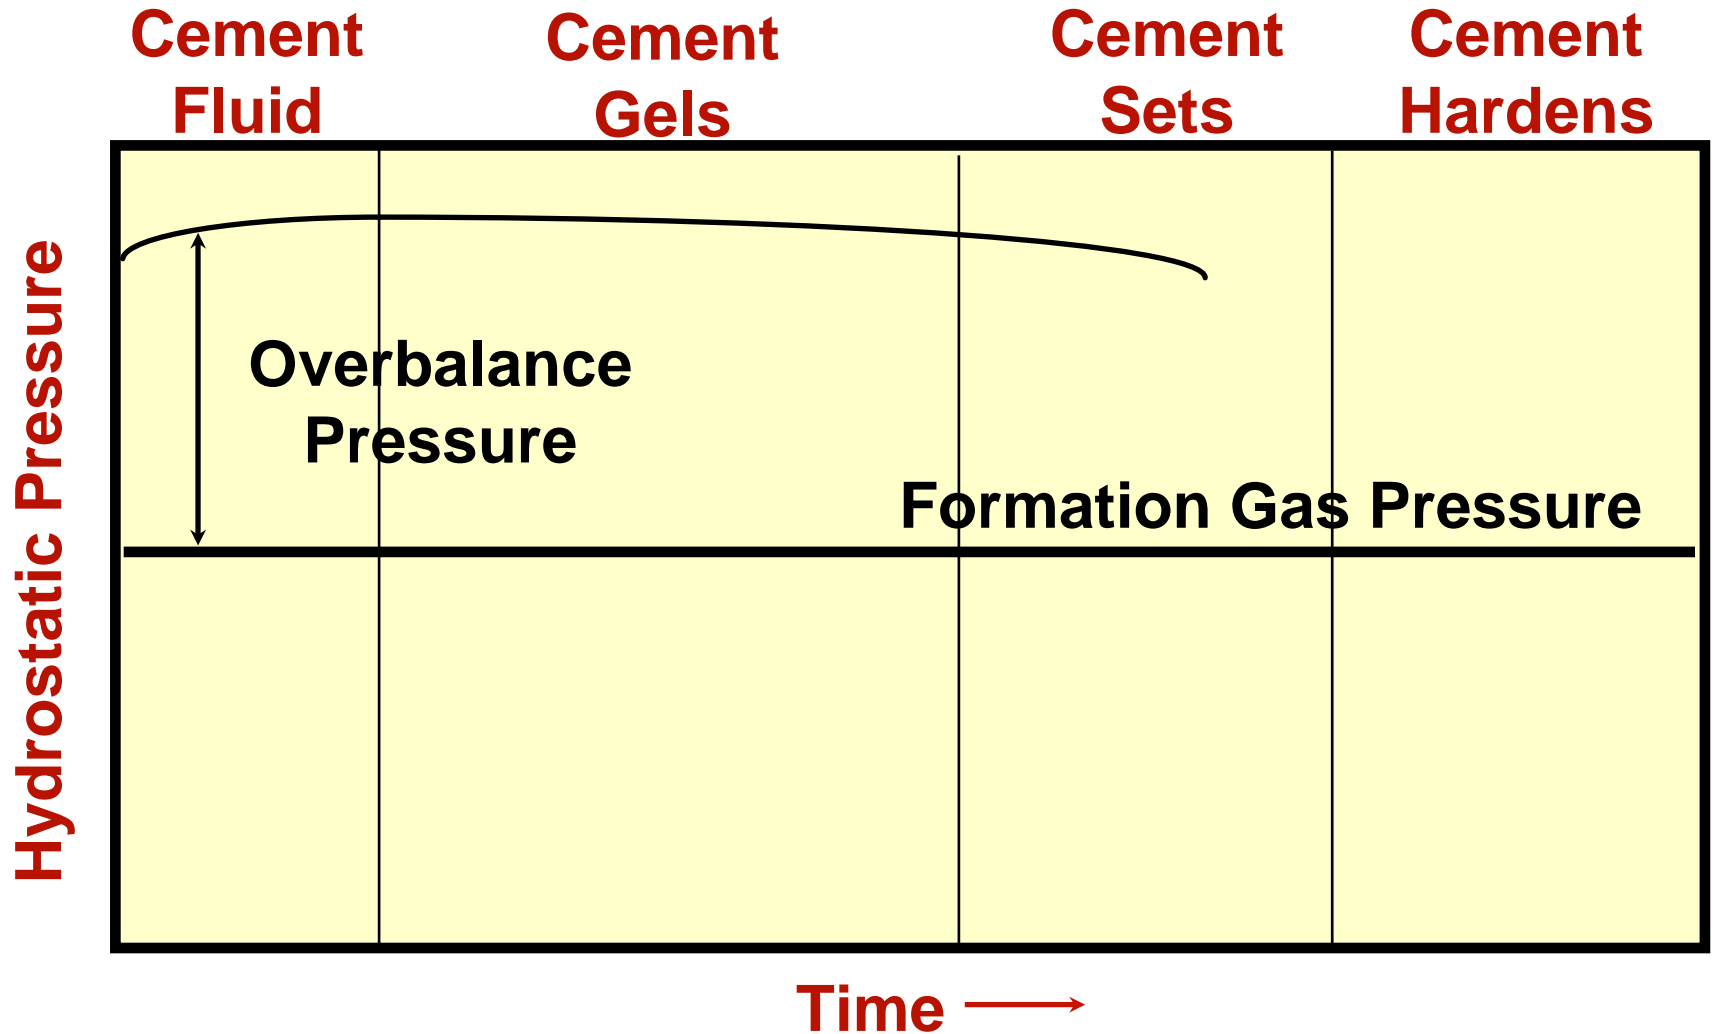 Cement
Fluid
Cement
Gels
Cement
Sets
Cement
Hardens
Hydrostatic Pressure
Overbalance
Pressure
Formation Gas Pressure
Time